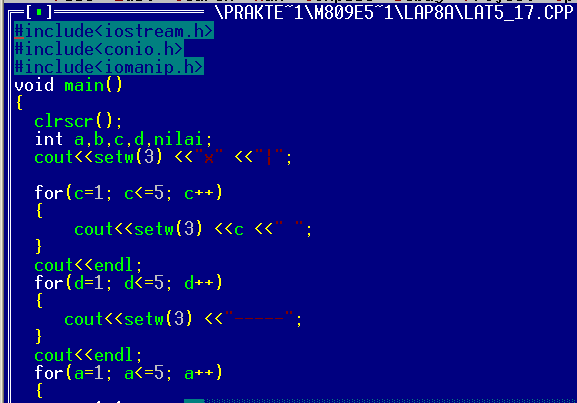 [▪] \PRAKTE~1\M809E5~1\LAP8A\LAT5_17.CPP
#include<iostream.h>
#include<conio.h>
#include<iomanip.h>
void main()
{
clrscr();
int a,b,c,d,nilai;
cout<<setw(3) <<"x" <<"|";
for(c=1; c<=5; c++)
{
cout<<setw(3) <<c <<" ";
}
cout<<endl;
for(d=1; d<=5; d++)
{
cout<<setw(3) <<"-----";
}
cout<<endl;
for(a=1; a<=5; a++)
{